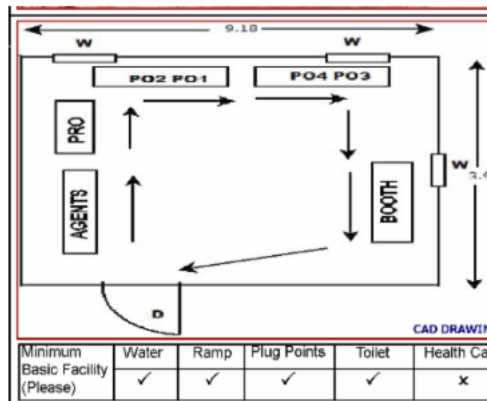 9.18
W
W
PO2 PO1
PO4 PO3
PRO
W
AGENTS
BOOTH
D
CAD DRAWIN
Minimum Basic Facility (Please)
Water
Ramp
Plug Points
Toilet
Health Ca
✓
✓
✓
✓
x